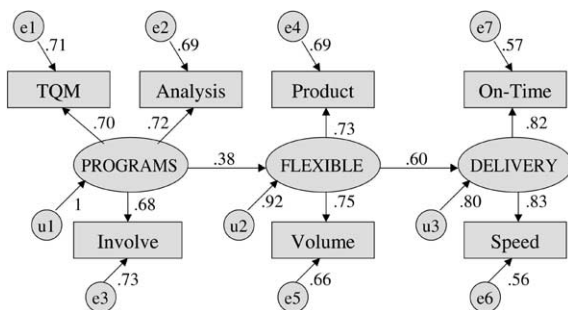 e1 e2 e4 e7
.71 .69 .69 .57
TQM Analysis Product On-Time
.70 .72 .73 .82
PROGRAMS .38 FLEXIBLE .60 DELIVERY
u1 1 .68 u2 .92 .75 u3 .80 .83
Involve Volume Speed
e3 .73 e5 .66 e6 .56